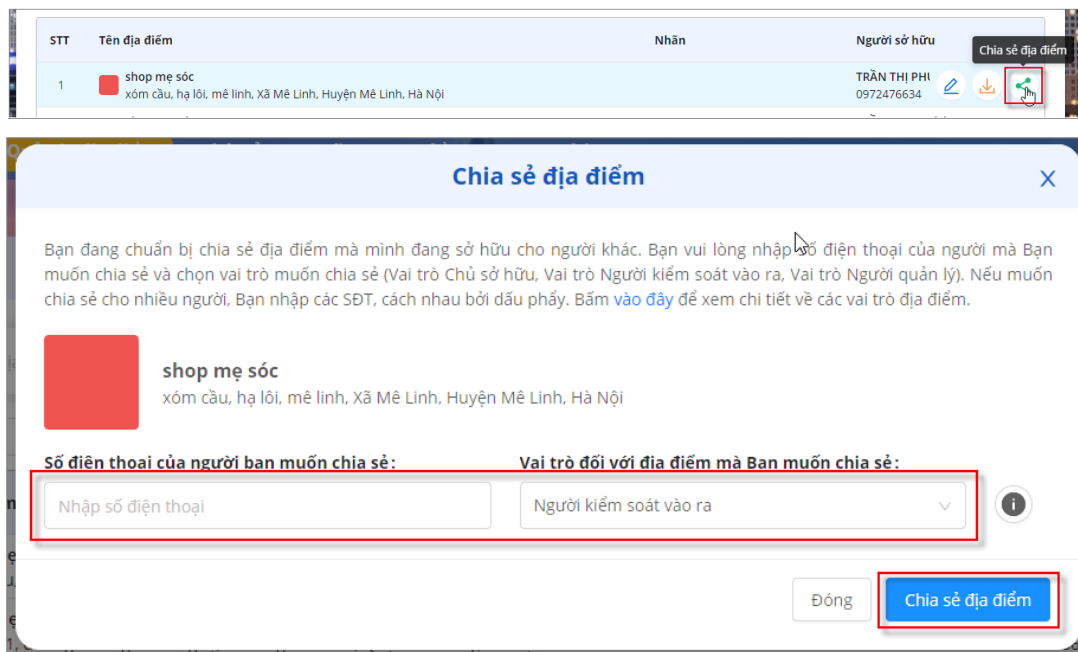 STT Tên địa điểm Nhãn Người sở hữu
Chia sẻ địa điểm
1 shop mẹ sóc TRẦN THỊ
xóm cầu, hạ lôi, mê linh, Xã Mê Linh, Huyện Mê Linh, Hà Nội 0972476634
Chia sẻ địa điểm
X
Bạn đang chuẩn bị chia sẻ địa điểm mà mình đang sở hữu cho người khác. Bạn vui lòng nhập số điện thoại của người mà Bạn
muốn chia sẻ và chọn vai trò muốn chia sẻ (Vai trò Chủ sở hữu, Vai trò Người kiểm soát vào ra, Vai trò Người quản lý). Nếu muốn
chia sẻ cho nhiều người, Bạn nhập các SĐT, cách nhau bởi dấu phẩy. Bấm vào đây để xem chi tiết về các vai trò địa điểm.
shop mẹ sóc
xóm cầu, hạ lôi, mê linh, Xã Mê Linh, Huyện Mê Linh, Hà Nội
Số điện thoại của người bạn muốn chia sẻ: Vai trò đối với địa điểm mà Bạn muốn chia sẻ:
Nhập số điện thoại Người kiểm soát vào ra
Đóng Chia sẻ địa điểm